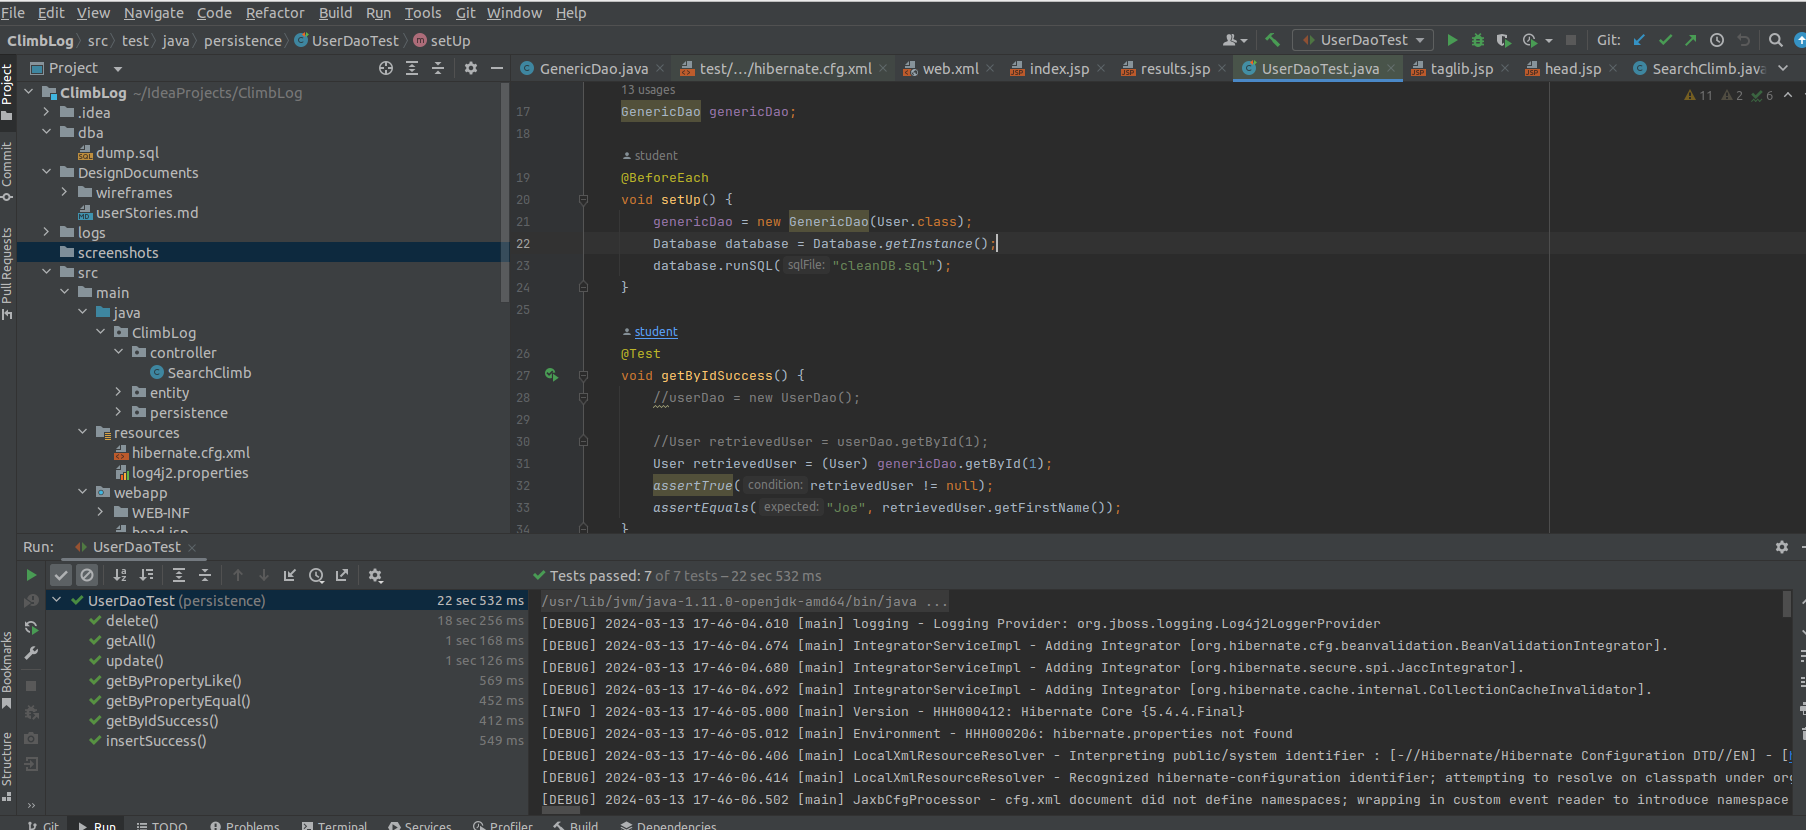 File Edit View Navigate Code Refactor Build Run Tools Git Window Help
ClimbLog src test java persistence UserDaoTest setUp
UserDaoTest Git:
Project
GenericDao.java test/.../hibernate.cfg.xml web.xml index.jsp results.jsp UserDaoTest.java taglib.jsp head.jsp SearchClimb.java
Project
Commit
Pull Requests
Bookmarks
Structure
ClimbLog ~/IdeaProjects/ClimbLog
.idea
dba
dump.sql
DesignDocuments
wireframes
userStories.md
logs
screenshots
src
main
java
ClimbLog
controller
SearchClimb
entity
persistence
resources
hibernate.cfg.xml
log4j2.properties
webapp
WEB-INF
head.jsp
13 usages
11 2 6
17 GenericDao genericDao;
18
student
19 @BeforeEach
20 void setUp() {
21 genericDao = new GenericDao(User.class);
22 Database database = Database.getInstance();
23 database.runSQL( sqlFile: "cleanDB.sql");
24 }
25
student
26 @Test
27 void getByIdSuccess() {
28 //userDao = new UserDao();
29
30 //User retrievedUser = userDao.getById(1);
31 User retrievedUser = (User) genericDao.getById(1);
32 assertTrue( condition: retrievedUser != null);
33 assertEquals( expected: "Joe", retrievedUser.getFirstName());
34 }
Run: UserDaoTest
Tests passed: 7 of 7 tests – 22 sec 532 ms
UserDaoTest (persistence) 22 sec 532 ms
delete() 18 sec 256 ms
getAll() 1 sec 168 ms
update() 1 sec 126 ms
getByPropertyLike() 569 ms
getByPropertyEqual() 452 ms
getByIdSuccess() 412 ms
insertSuccess() 549 ms
/usr/lib/jvm/java-1.11.0-openjdk-amd64/bin/java ...
[DEBUG] 2024-03-13 17-46-04.610 [main] logging - Logging Provider: org.jboss.logging.Log4j2LoggerProvider
[DEBUG] 2024-03-13 17-46-04.674 [main] IntegratorServiceImpl - Adding Integrator [org.hibernate.cfg.beanvalidation.BeanValidationIntegrator].
[DEBUG] 2024-03-13 17-46-04.680 [main] IntegratorServiceImpl - Adding Integrator [org.hibernate.secure.spi.JaccIntegrator].
[DEBUG] 2024-03-13 17-46-04.692 [main] IntegratorServiceImpl - Adding Integrator [org.hibernate.cache.internal.CollectionCacheInvalidator].
[INFO ] 2024-03-13 17-46-05.000 [main] Version - HHH000412: Hibernate Core {5.4.4.Final}
[DEBUG] 2024-03-13 17-46-05.012 [main] Environment - HHH000206: hibernate.properties not found
[DEBUG] 2024-03-13 17-46-06.406 [main] LocalXmlResourceResolver - Interpreting public/system identifier : [-//Hibernate/Hibernate Configuration DTD//EN] - [
[DEBUG] 2024-03-13 17-46-06.414 [main] LocalXmlResourceResolver - Recognized hibernate-configuration identifier; attempting to resolve on classpath under org
[DEBUG] 2024-03-13 17-46-06.502 [main] JaxbCfgProcessor - cfg.xml document did not define namespaces; wrapping in custom event reader to introduce namespace
Git Run TODO Problems Terminal Services Profiler Build Dependencies